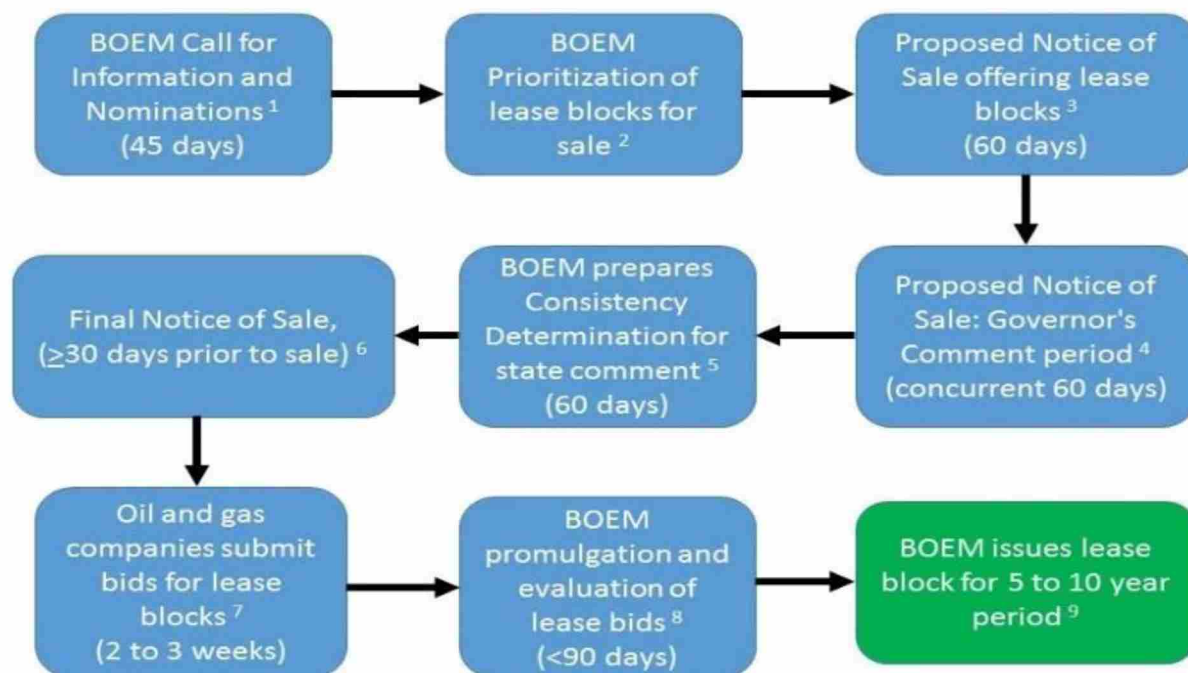 BOEM Call for
Information and
Nominations 1
(45 days)
BOEM
Prioritization of
lease blocks for
sale 2
Proposed Notice of
Sale offering lease
blocks 3
(60 days)
Proposed Notice of
Sale: Governor's
Comment period 4
(concurrent 60 days)
BOEM prepares
Consistency
Determination for
state comment 5
(60 days)
Final Notice of Sale,
(≥30 days prior to sale) 6
Oil and gas
companies submit
bids for lease
blocks 7
(2 to 3 weeks)
BOEM
promulgation and
evaluation of
lease bids 8
(<90 days)
BOEM issues lease
block for 5 to 10 year
period 9